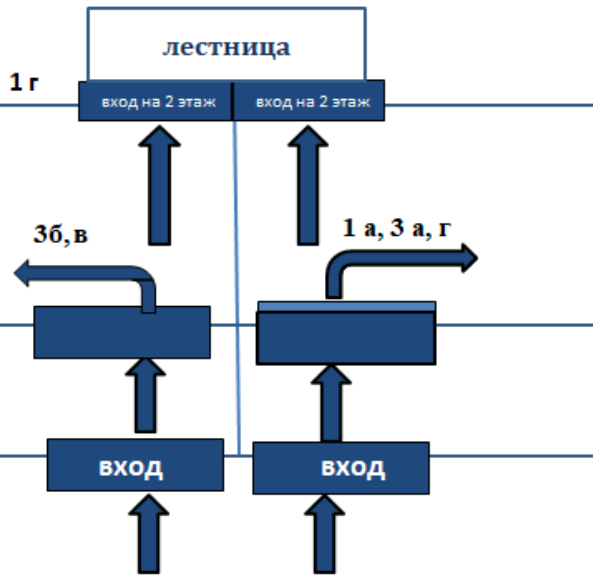 лестница
1 г
вход на 2 этаж
вход на 2 этаж
3б, в
1 а, 3 а, г
вход
вход